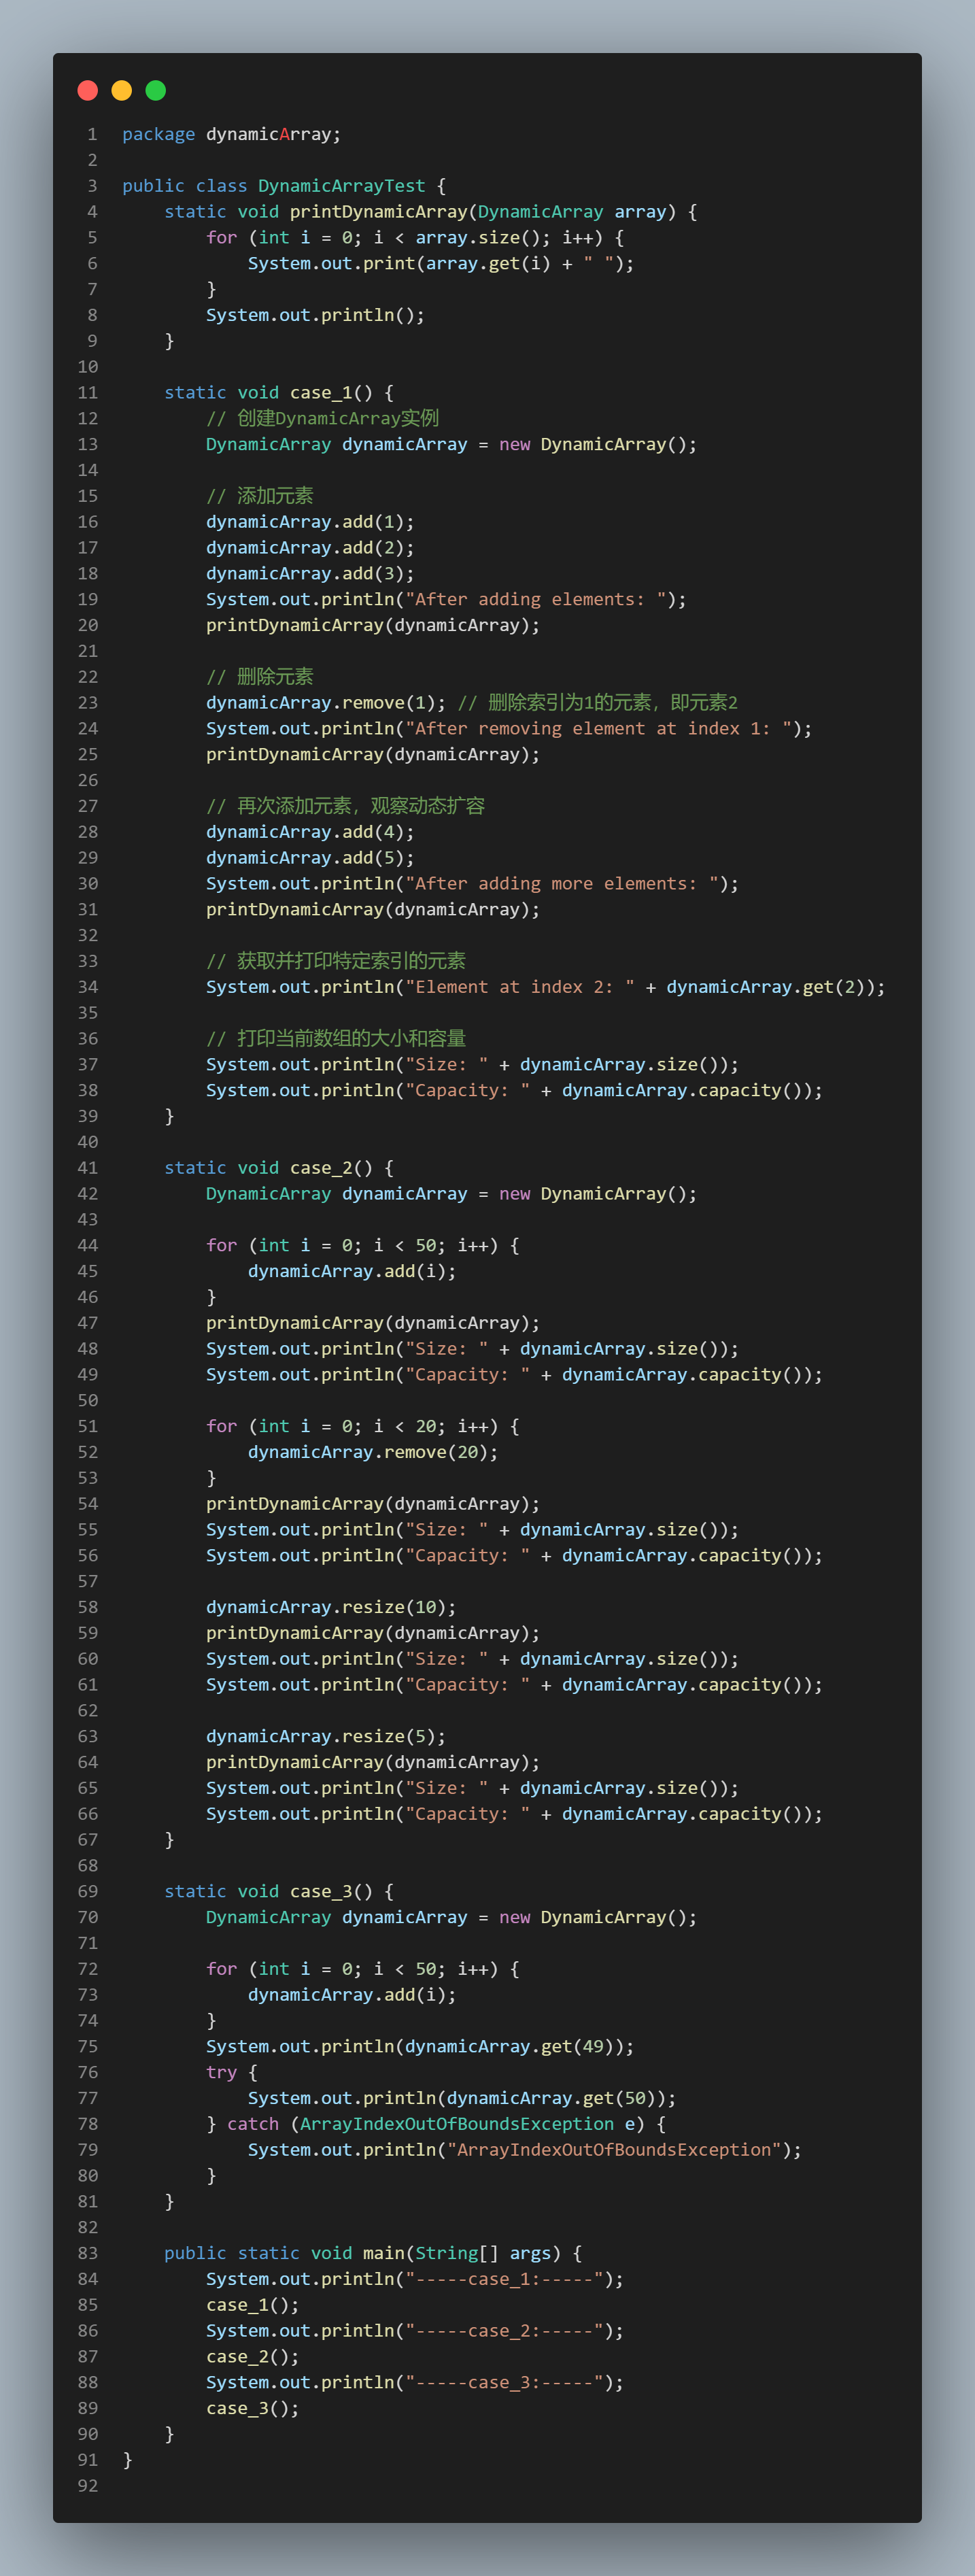 1 package dynamicArray;
2
3 public class DynamicArrayTest {
4     static void printDynamicArray(DynamicArray array) {
5         for (int i = 0; i < array.size(); i++) {
6             System.out.print(array.get(i) + " ");
7         }
8         System.out.println();
9     }
10
11     static void case_1() {
12         // 创建DynamicArray实例
13         DynamicArray dynamicArray = new DynamicArray();
14
15         // 添加元素
16         dynamicArray.add(1);
17         dynamicArray.add(2);
18         dynamicArray.add(3);
19         System.out.println("After adding elements: ");
20         printDynamicArray(dynamicArray);
21
22         // 删除元素
23         dynamicArray.remove(1); // 删除索引为1的元素，即元素2
24         System.out.println("After removing element at index 1: ");
25         printDynamicArray(dynamicArray);
26
27         // 再次添加元素，观察动态扩容
28         dynamicArray.add(4);
29         dynamicArray.add(5);
30         System.out.println("After adding more elements: ");
31         printDynamicArray(dynamicArray);
32
33         // 获取并打印特定索引的元素
34         System.out.println("Element at index 2: " + dynamicArray.get(2));
35
36         // 打印当前数组的大小和容量
37         System.out.println("Size: " + dynamicArray.size());
38         System.out.println("Capacity: " + dynamicArray.capacity());
39     }
40
41     static void case_2() {
42         DynamicArray dynamicArray = new DynamicArray();
43
44         for (int i = 0; i < 50; i++) {
45             dynamicArray.add(i);
46         }
47         printDynamicArray(dynamicArray);
48         System.out.println("Size: " + dynamicArray.size());
49         System.out.println("Capacity: " + dynamicArray.capacity());
50
51         for (int i = 0; i < 20; i++) {
52             dynamicArray.remove(20);
53         }
54         printDynamicArray(dynamicArray);
55         System.out.println("Size: " + dynamicArray.size());
56         System.out.println("Capacity: " + dynamicArray.capacity());
57
58         dynamicArray.resize(10);
59         printDynamicArray(dynamicArray);
60         System.out.println("Size: " + dynamicArray.size());
61         System.out.println("Capacity: " + dynamicArray.capacity());
62
63         dynamicArray.resize(5);
64         printDynamicArray(dynamicArray);
65         System.out.println("Size: " + dynamicArray.size());
66         System.out.println("Capacity: " + dynamicArray.capacity());
67     }
68
69     static void case_3() {
70         DynamicArray dynamicArray = new DynamicArray();
71
72         for (int i = 0; i < 50; i++) {
73             dynamicArray.add(i);
74         }
75         System.out.println(dynamicArray.get(49));
76         try {
77             System.out.println(dynamicArray.get(50));
78         } catch (ArrayIndexOutOfBoundsException e) {
79             System.out.println("ArrayIndexOutOfBoundsException");
80         }
81     }
82
83     public static void main(String[] args) {
84         System.out.println("-----case_1:-----");
85         case_1();
86         System.out.println("-----case_2:-----");
87         case_2();
88         System.out.println("-----case_3:-----");
89         case_3();
90     }
91 }
92